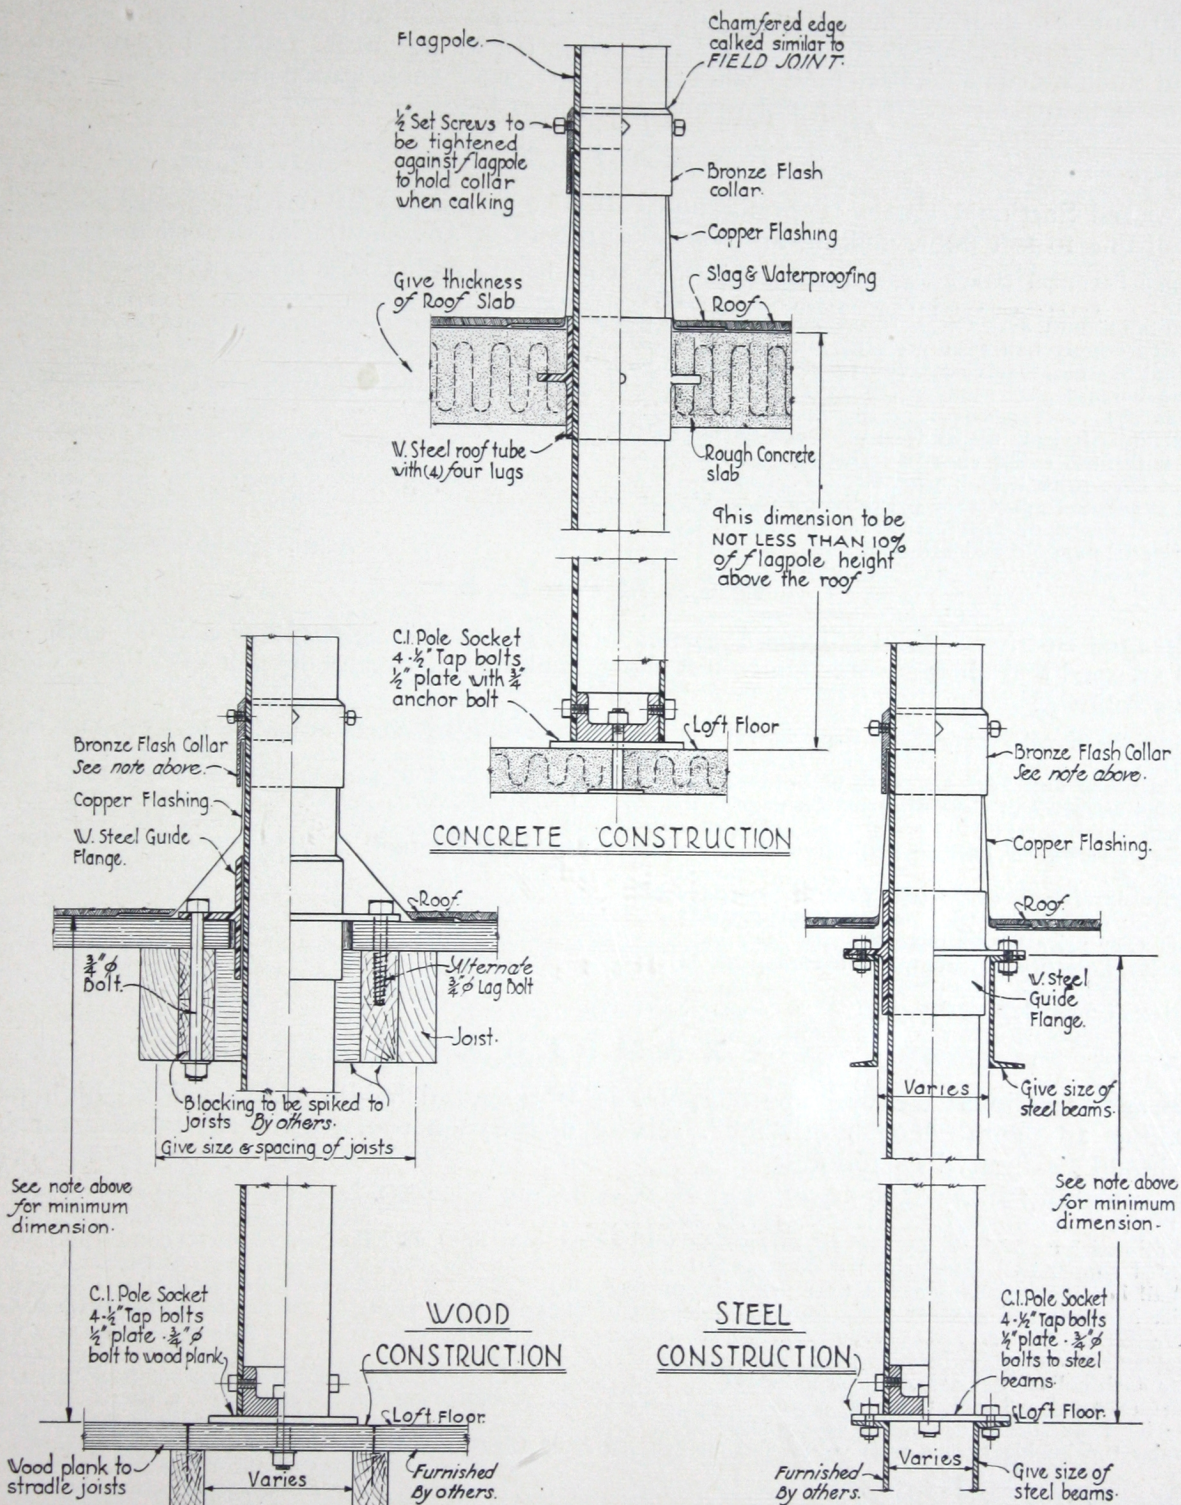 Flagpole.
Chamfered edge
calked similar to
FIELD JOINT.
½" Set Screws to
be tightened
against flagpole
to hold collar
when calking
Bronze Flash
collar.
Copper Flashing
Slag & Waterproofing
Roof
Give thickness
of Roof Slab
W. Steel roof tube
with (4) four lugs
Rough Concrete
slab
This dimension to be
NOT LESS THAN 10%
of flagpole height
above the roof
C.I. Pole Socket
4-½" Tap bolts
½" plate with ¾"
anchor bolt
Loft Floor
CONCRETE CONSTRUCTION
Bronze Flash Collar
See note above.
Copper Flashing.
W. Steel Guide
Flange.
Roof.
¾"φ
Bolt.
Alternate
¾"φ Lag Bolt
Joist.
Blocking to be spiked to
joists By others.
Give size & spacing of joists
See note above
for minimum
dimension.
C.I. Pole Socket
4-½" Tap bolts
½" plate - ¾"φ
bolt to wood plank
WOOD
CONSTRUCTION
Loft Floor.
Wood plank to
stradle joists
Varies
Furnished
By others.
Bronze Flash Collar
See note above.
Copper Flashing.
Roof.
W. Steel
Guide
Flange.
Varies
Give size of
steel beams.
See note above
for minimum
dimension.
STEEL
CONSTRUCTION
C.I. Pole Socket
4-½" Tap bolts
½" plate - ¾"φ
bolts to steel
beams.
Loft Floor.
Furnished
By others.
Varies
Give size of
steel beams.